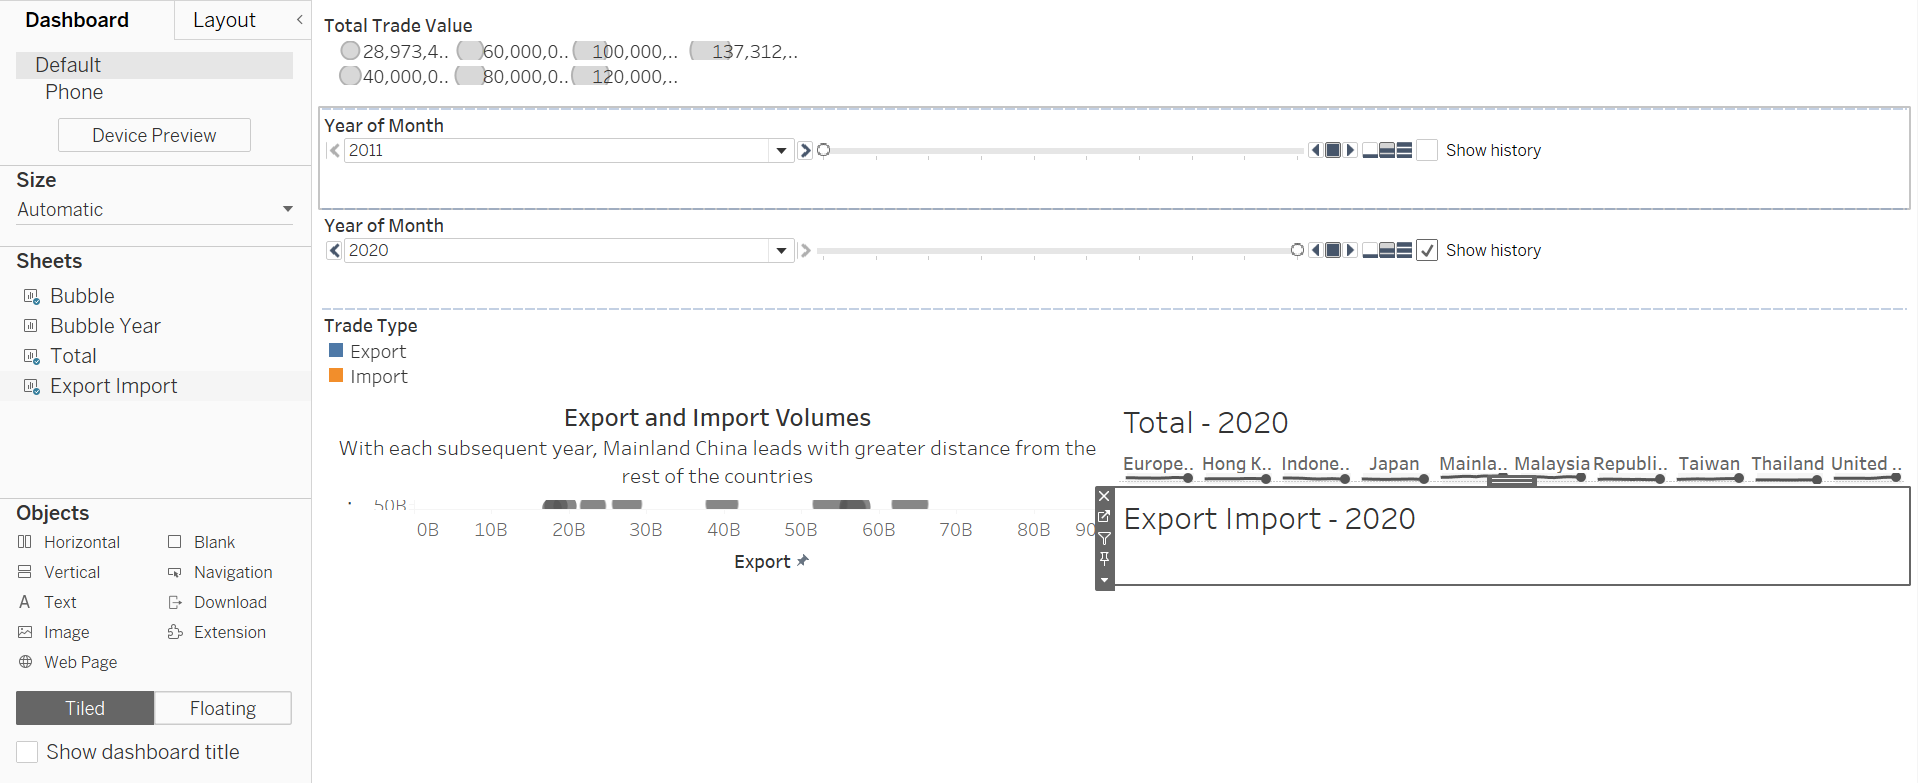 Dashboard
Layout
Default
Phone
Device Preview
Size
Automatic
Sheets
Bubble
Bubble Year
Total
Export Import
Objects
Horizontal
Blank
Vertical
Navigation
Text
Download
Image
Extension
Web Page
Tiled
Floating
Show dashboard title
Total Trade Value
28,973,4.. 60,000,0.. 100,000,.. 137,312,..
40,000,0.. 80,000,0.. 120,000,..
Year of Month
2011
Show history
Year of Month
2020
Show history
Trade Type
Export
Import
Export and Import Volumes
With each subsequent year, Mainland China leads with greater distance from the
rest of the countries
50B
0B 10B 20B 30B 40B 50B 60B 70B 80B 90
Export
Total - 2020
Europe.. Hong K.. Indone.. Japan Mainla.. Malaysia Republi.. Taiwan Thailand United ..
Export Import - 2020